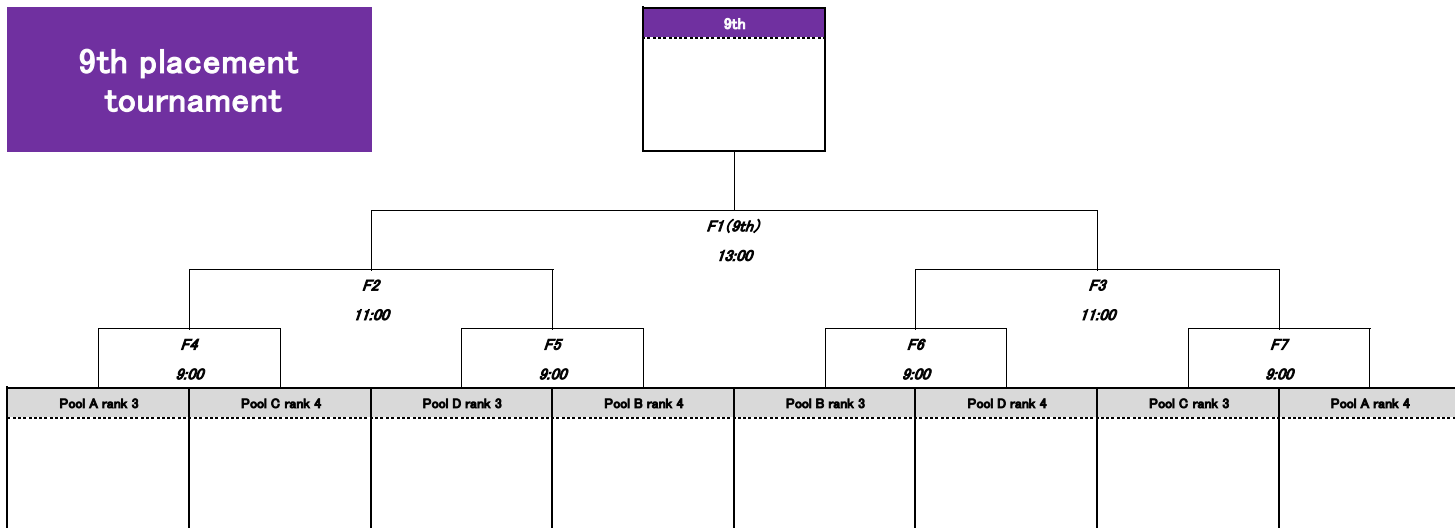 9th placement
tournament
9th
F1(9th)
13:00
F2
F3
11:00
11:00
F4
F5
F6
F7
9:00
9:00
9:00
9:00
Pool A rank 3
Pool C rank 4
Pool D rank 3
Pool B rank 4
Pool B rank 3
Pool D rank 4
Pool C rank 3
Pool A rank 4